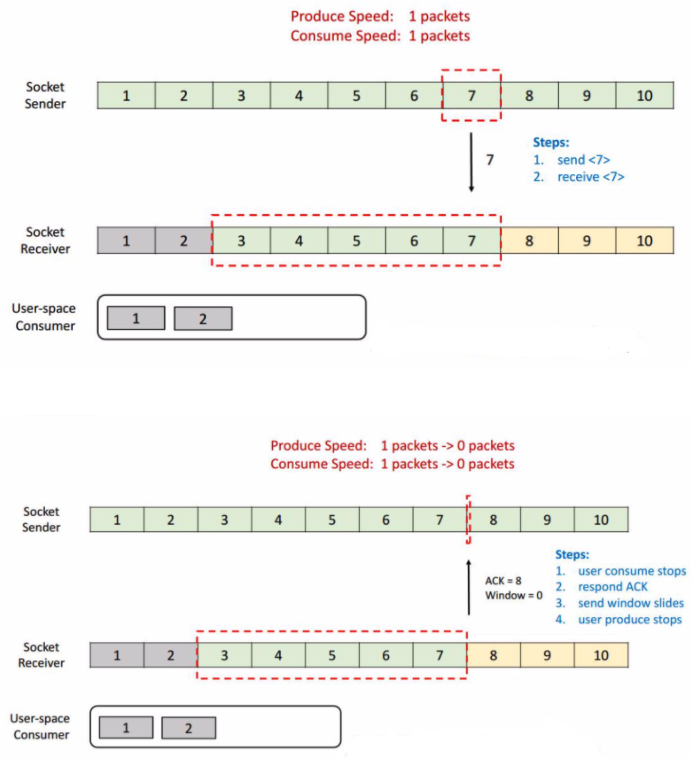 Produce Speed: 1 packets
Consume Speed: 1 packets
Socket Sender
1 2 3 4 5 6 7 8 9 10
7
Steps:
1. send <7>
2. receive <7>
Socket Receiver
1 2 3 4 5 6 7 8 9 10
User-space Consumer
1 2
Produce Speed: 1 packets -> 0 packets
Consume Speed: 1 packets -> 0 packets
Socket Sender
1 2 3 4 5 6 7 8 9 10
ACK = 8
Window = 0
Steps:
1. user consume stops
2. respond ACK
3. send window slides
4. user produce stops
Socket Receiver
1 2 3 4 5 6 7 8 9 10
User-space Consumer
1 2